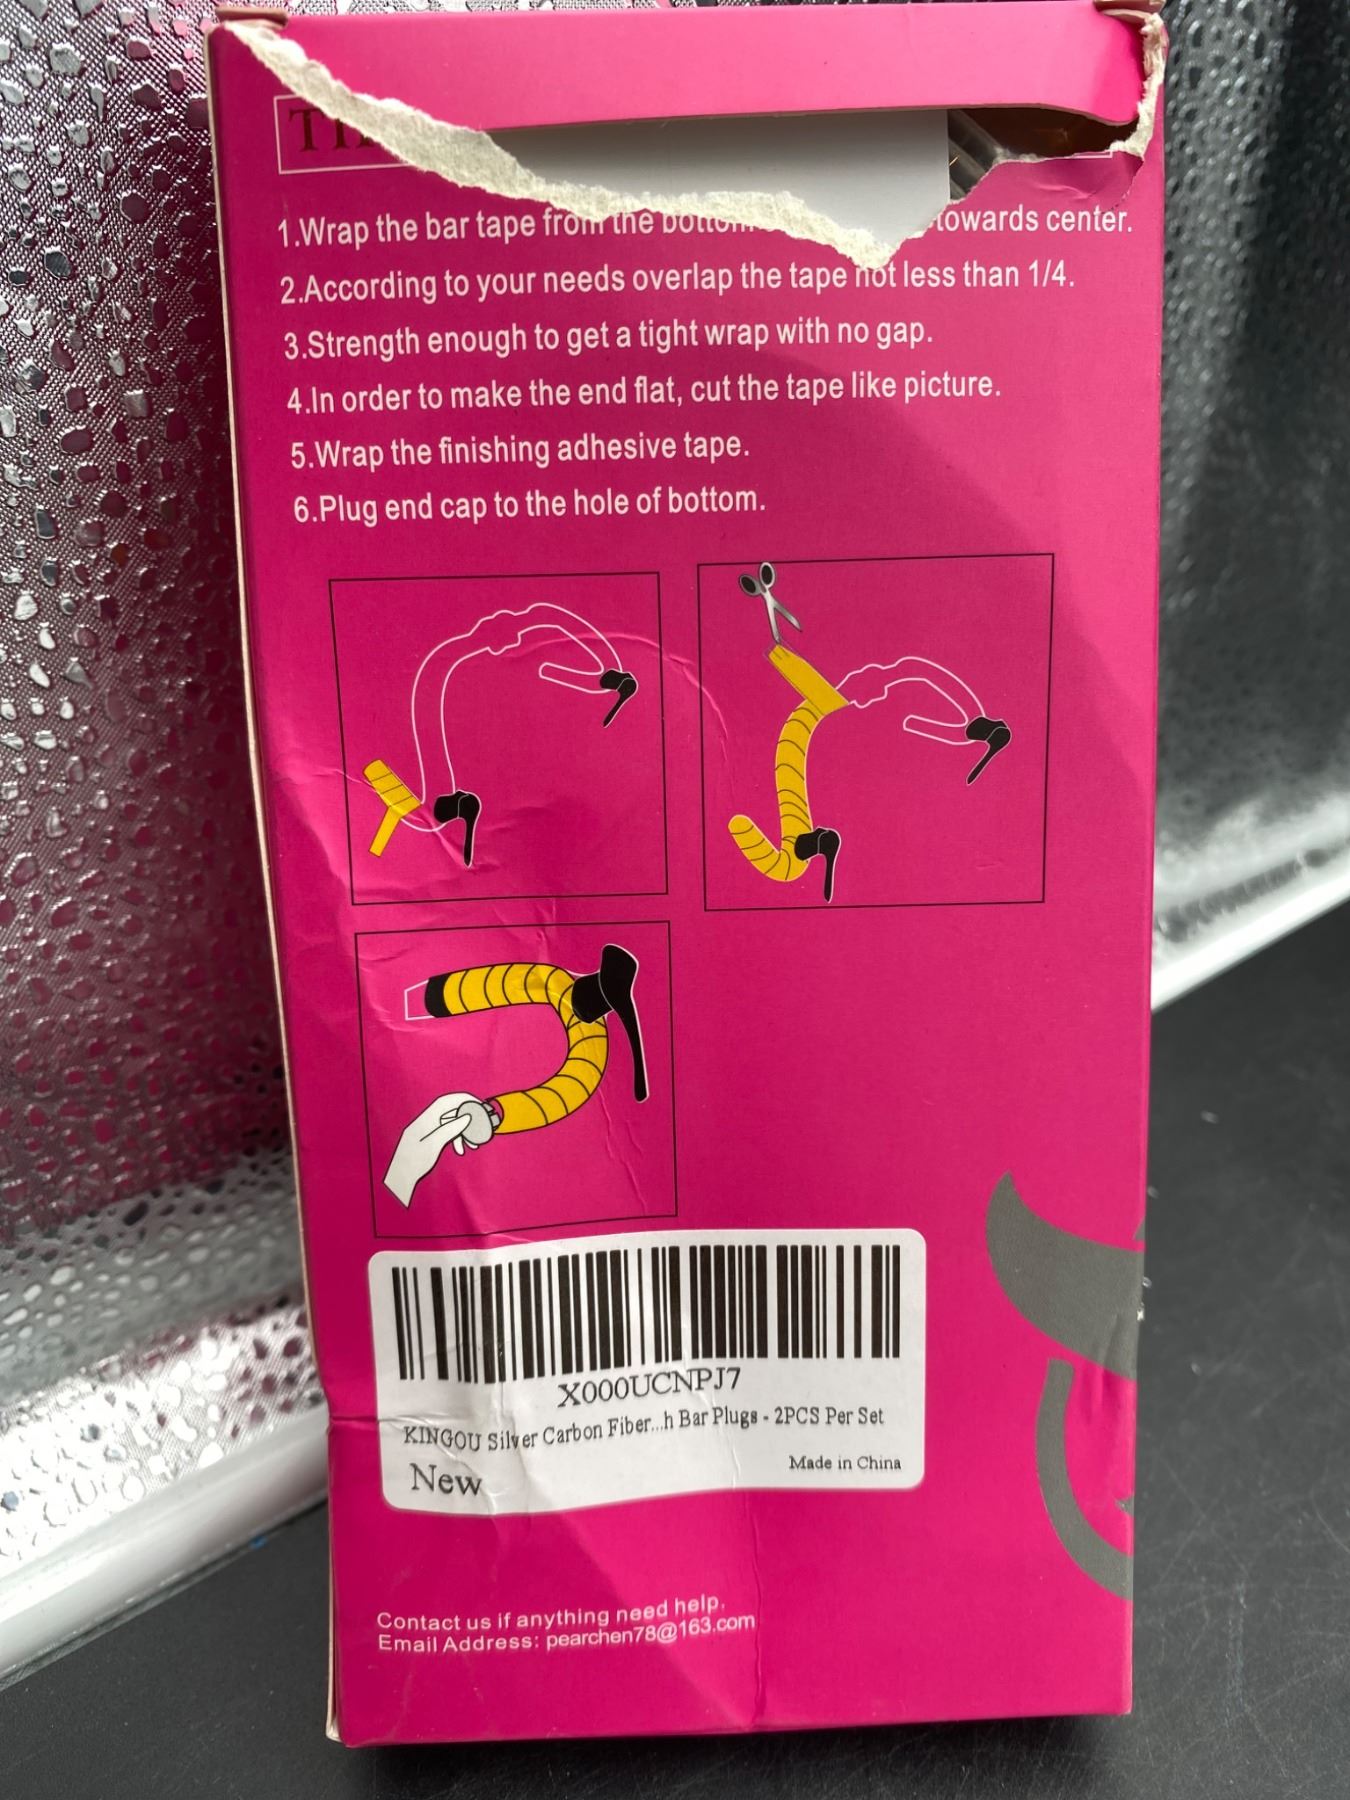 1.Wrap the bar tape from the bottom towards center.
2.According to your needs overlap the tape not less than 1/4.
3.Strength enough to get a tight wrap with no gap.
4.In order to make the end flat, cut the tape like picture.
5.Wrap the finishing adhesive tape.
6.Plug end cap to the hole of bottom.
X000UCNPJ7
KINGOU Silver Carbon Fiber...h Bar Plugs - 2PCS Per Set
New
Made in China
Contact us if anything need help.
Email Address: pearchen78@163.com